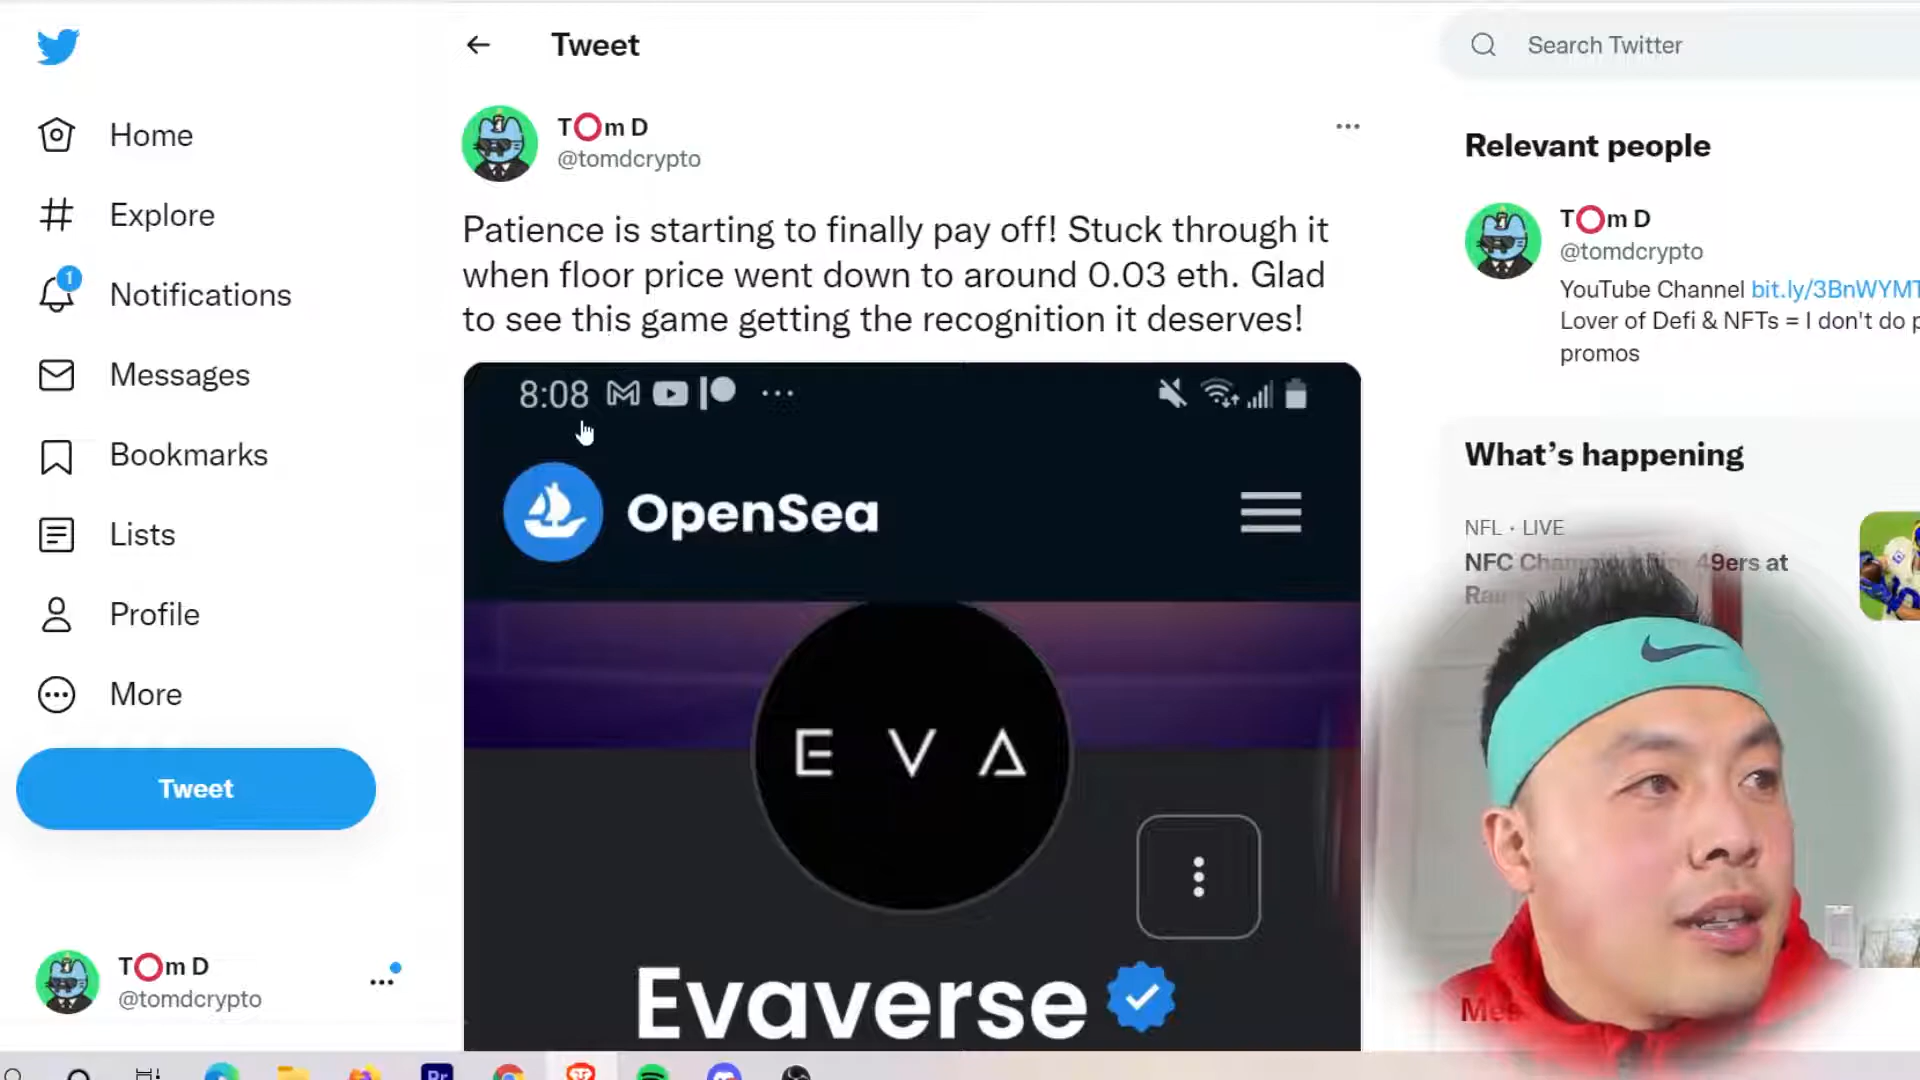 Tweet
Search Twitter
Home
Explore
1
Notifications
Messages
Bookmarks
Lists
Profile
More
Tweet
T⭕m D
@tomdcrypto
T⭕m D
@tomdcrypto
Patience is starting to finally pay off! Stuck through it
when floor price went down to around 0.03 eth. Glad
to see this game getting the recognition it deserves!
8:08
OpenSea
EVA
Evaverse
Relevant people
T⭕m D
@tomdcrypto
YouTube Channel bit.ly/3BnWYMT
Lover of Defi & NFTs = I don't do p
promos
What's happening
NFL · LIVE
NFC 49ers at
Pr